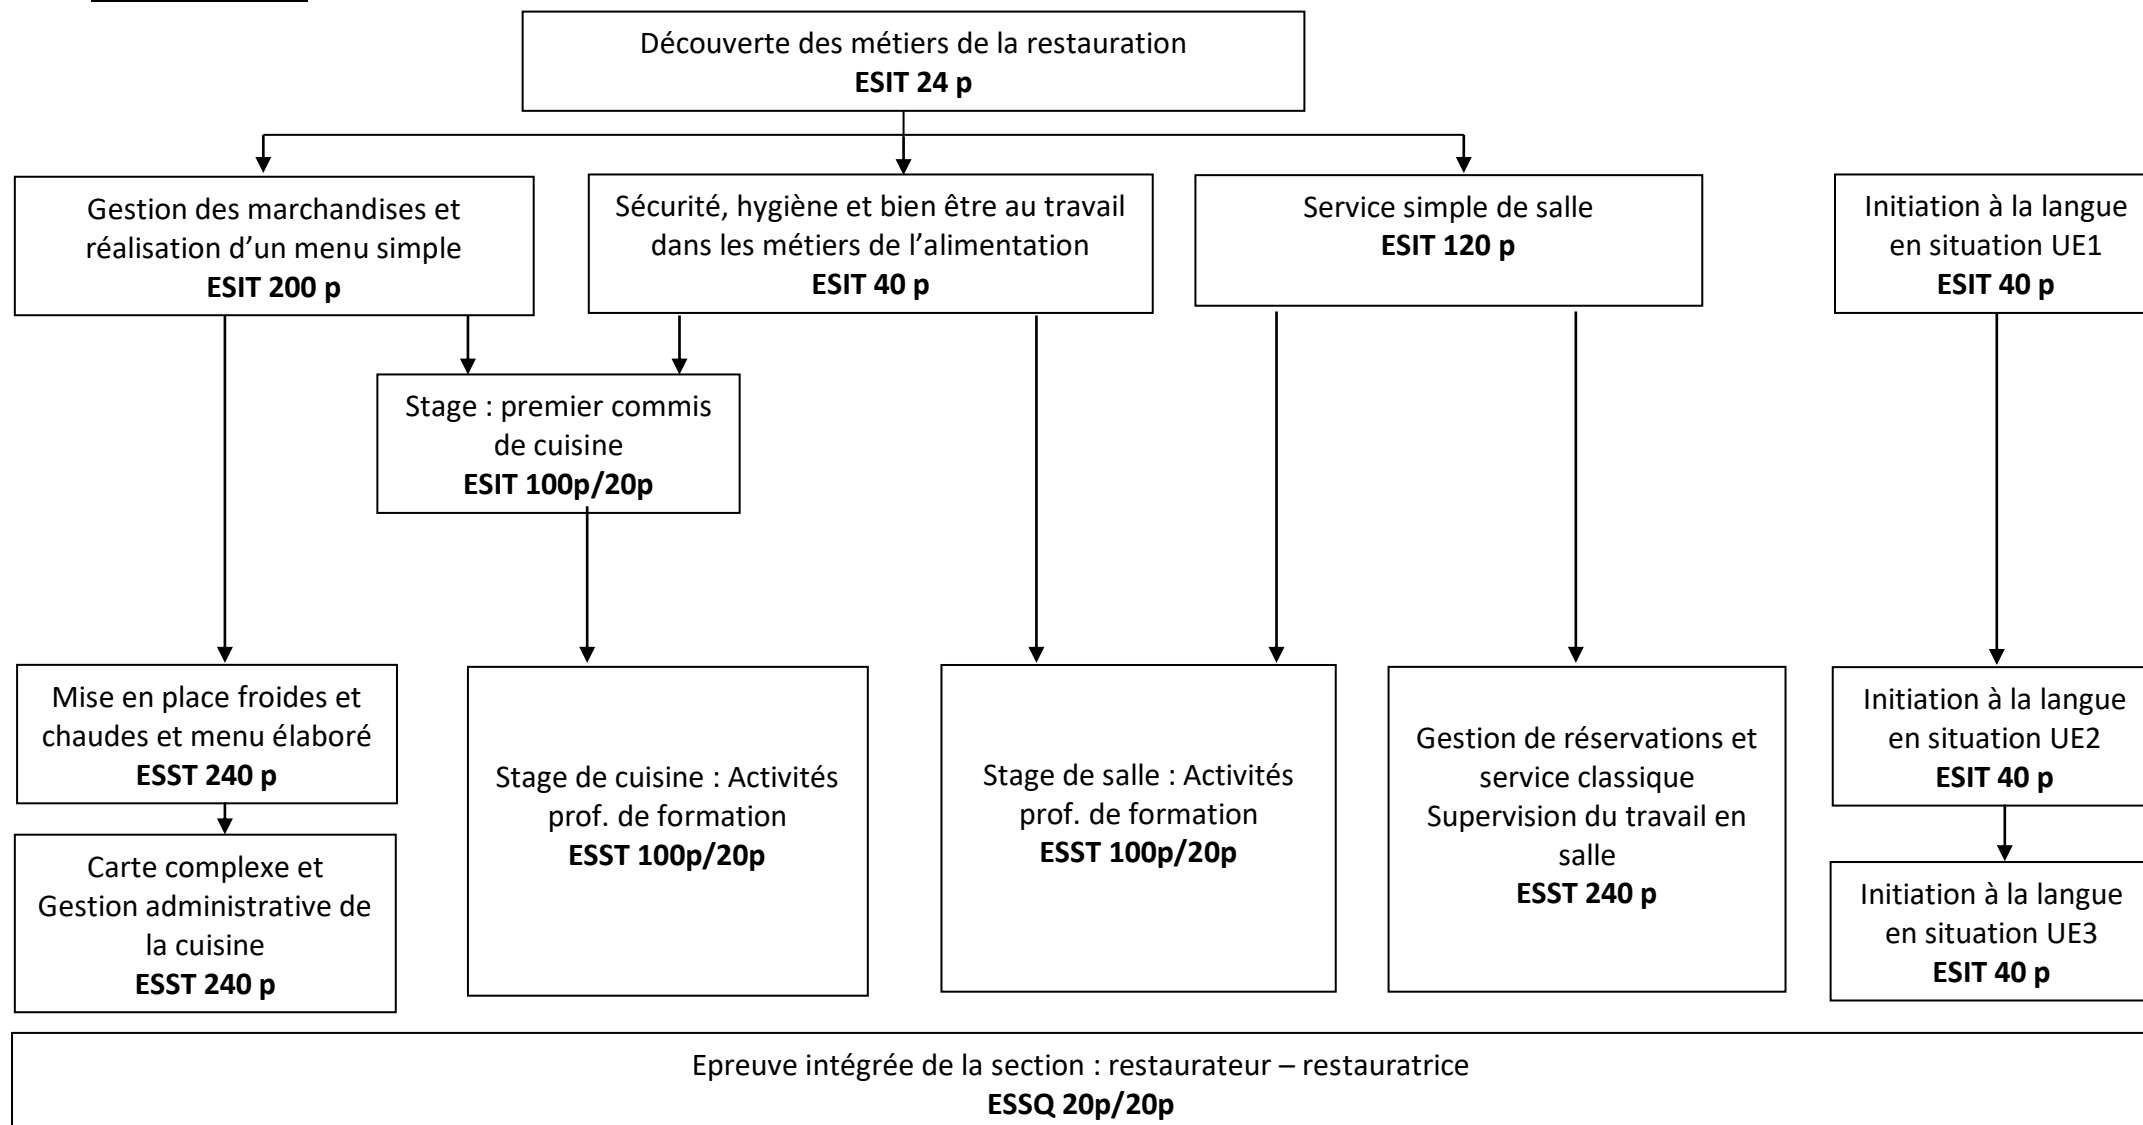 Découverte des métiers de la restauration
ESIT 24 p
Gestion des marchandises et
réalisation d’un menu simple
ESIT 200 p
Sécurité, hygiène et bien être au travail
dans les métiers de l’alimentation
ESIT 40 p
Service simple de salle
ESIT 120 p
Initiation à la langue
en situation UE1
ESIT 40 p
Stage : premier commis
de cuisine
ESIT 100p/20p
Mise en place froides et
chaudes et menu élaboré
ESST 240 p
Stage de cuisine : Activités
prof. de formation
ESST 100p/20p
Stage de salle : Activités
prof. de formation
ESST 100p/20p
Gestion de réservations et
service classique
Supervision du travail en
salle
ESST 240 p
Initiation à la langue
en situation UE2
ESIT 40 p
Carte complexe et
Gestion administrative de
la cuisine
ESST 240 p
Initiation à la langue
en situation UE3
ESIT 40 p
Epreuve intégrée de la section : restaurateur – restauratrice
ESSQ 20p/20p